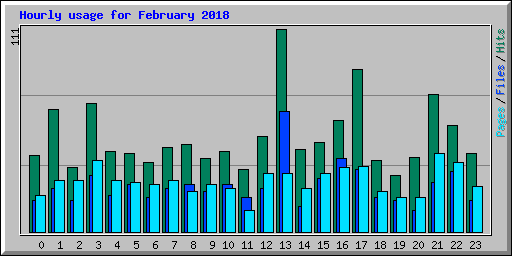 Hourly usage for February 2018
111
Pages / Files / Hits
0 1 2 3 4 5 6 7 8 9 10 11 12 13 14 15 16 17 18 19 20 21 22 23